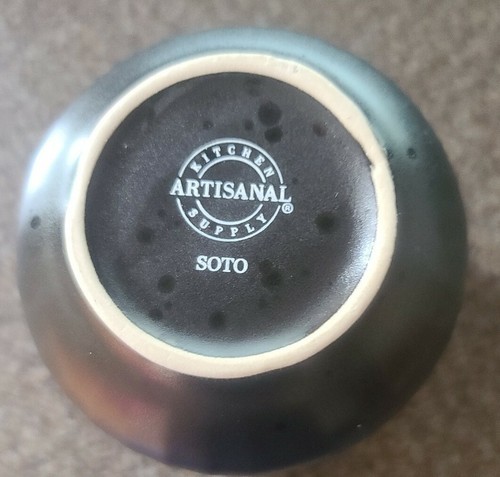 KITCHEN
ARTISANAL®
SUPPLY
SOTO